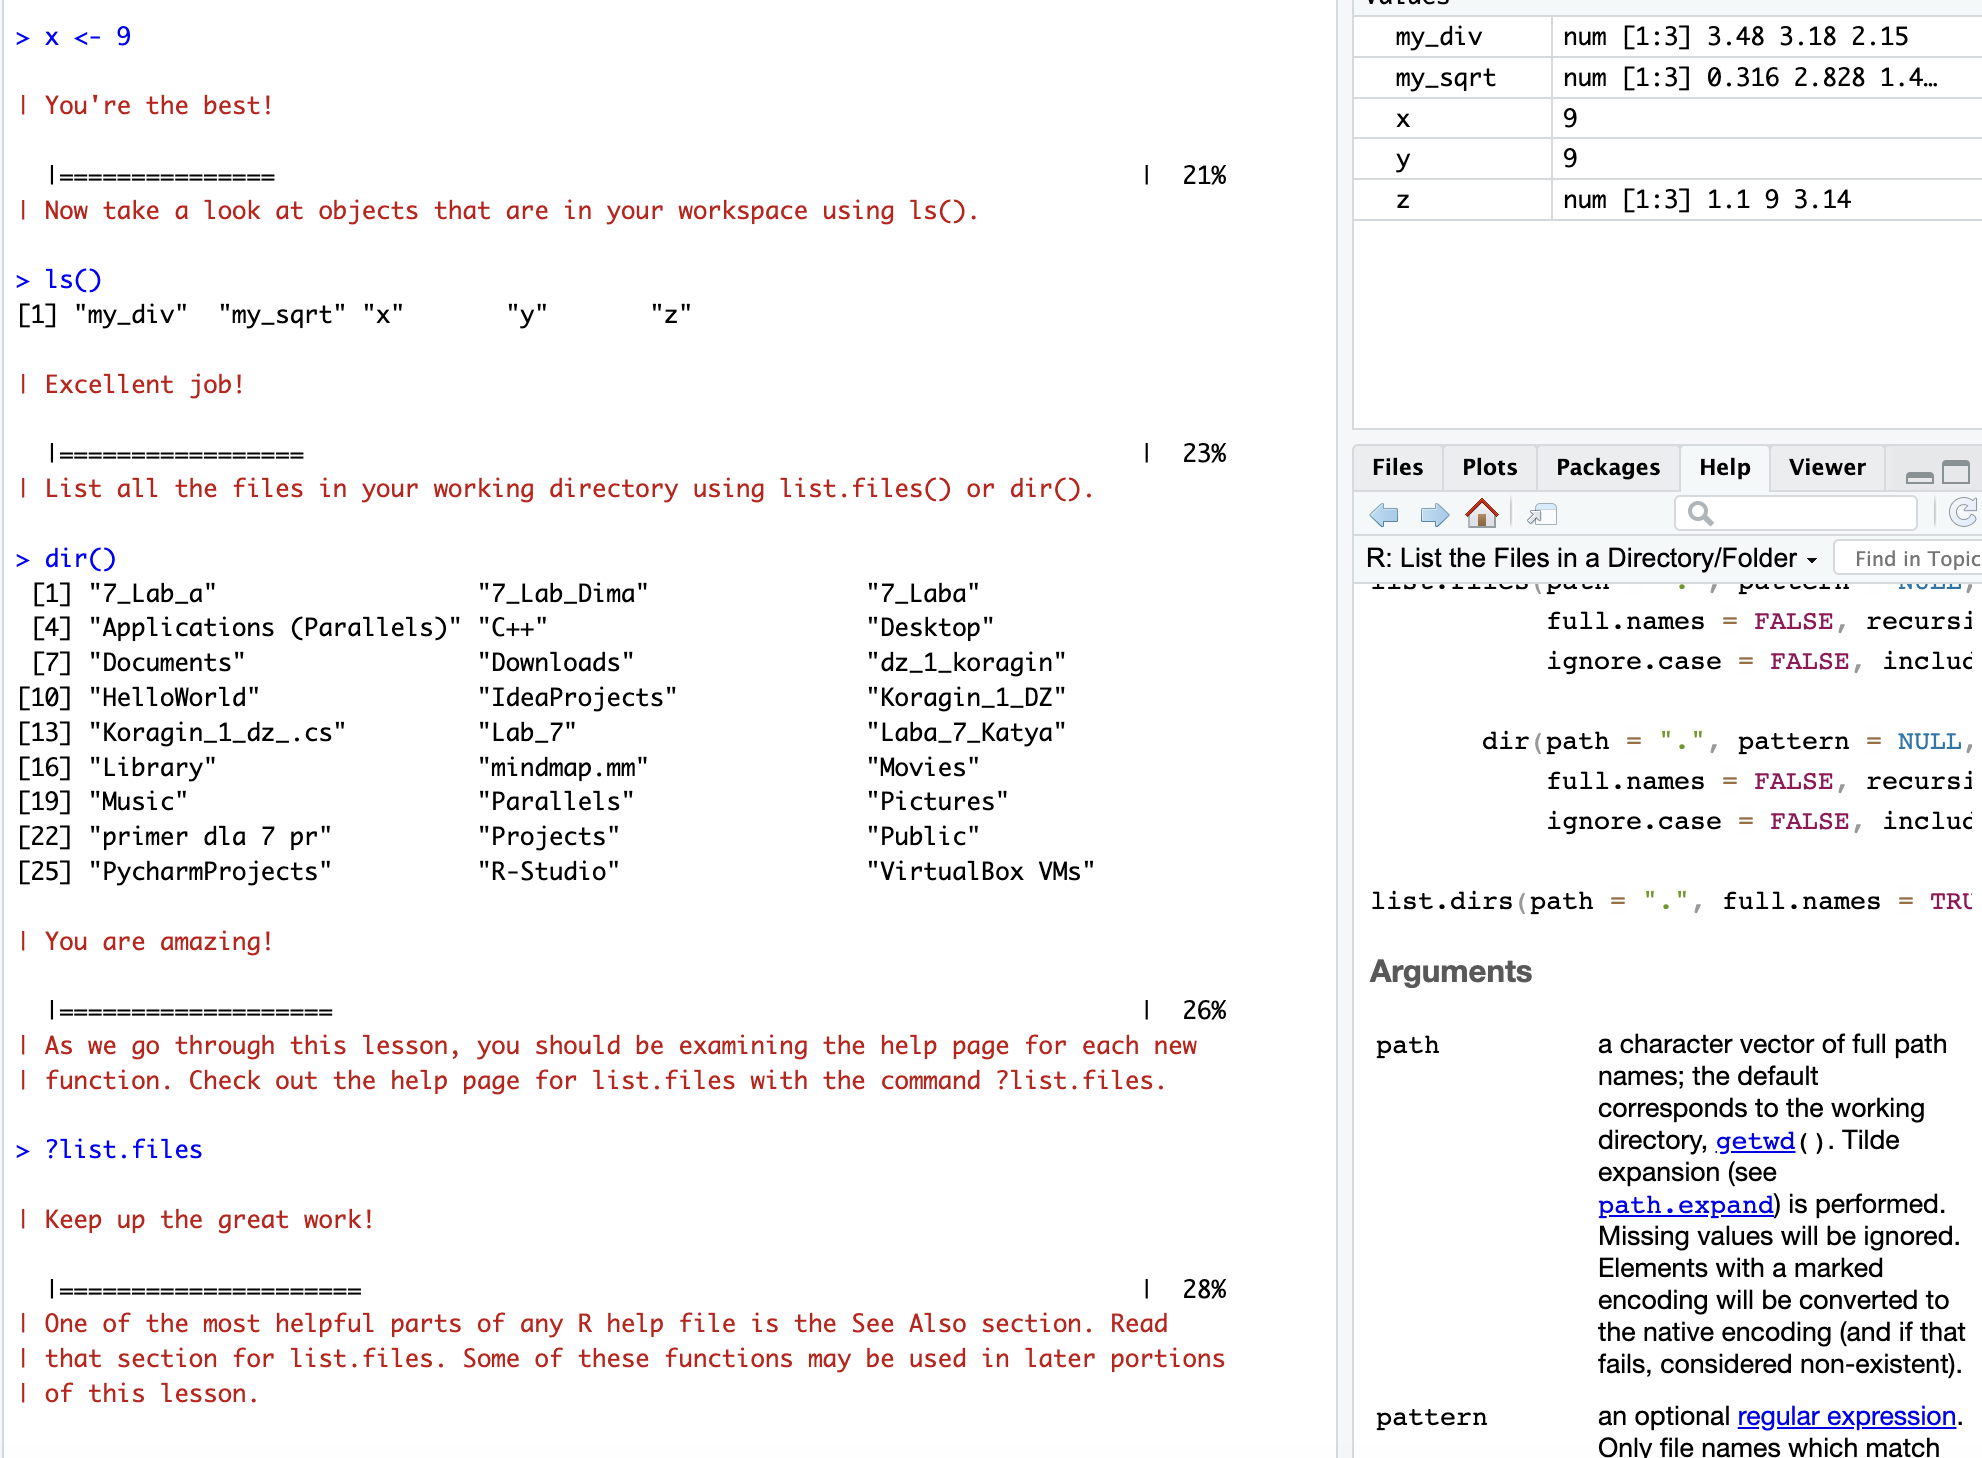 > x <- 9
| You're the best!
|=============== | 21%
| Now take a look at objects that are in your workspace using ls().
> ls()
[1] "my_div"  "my_sqrt" "x"       "y"       "z"
| Excellent job!
|================= | 23%
| List all the files in your working directory using list.files() or dir().
> dir()
[1] "7_Lab_a" "7_Lab_Dima" "7_Laba"
[4] "Applications (Parallels)" "C++" "Desktop"
[7] "Documents" "Downloads" "dz_1_koragin"
[10] "HelloWorld" "IdeaProjects" "Koragin_1_DZ"
[13] "Koragin_1_dz_.cs" "Lab_7" "Laba_7_Katya"
[16] "Library" "mindmap.mm" "Movies"
[19] "Music" "Parallels" "Pictures"
[22] "primer dla 7 pr" "Projects" "Public"
[25] "PycharmProjects" "R-Studio" "VirtualBox VMs"
| You are amazing!
|=================== | 26%
| As we go through this lesson, you should be examining the help page for each new
| function. Check out the help page for list.files with the command ?list.files.
> ?list.files
| Keep up the great work!
|===================== | 28%
| One of the most helpful parts of any R help file is the See Also section. Read
| that section for list.files. Some of these functions may be used in later portions
| of this lesson.
my_div num [1:3] 3.48 3.18 2.15
my_sqrt num [1:3] 0.316 2.828 1.4…
x 9
y 9
z num [1:3] 1.1 9 3.14
Files Plots Packages Help Viewer
R: List the Files in a Directory/Folder Find in Topic
list.files(path = ".", pattern = NULL,
full.names = FALSE, recursi
ignore.case = FALSE, includ
dir(path = ".", pattern = NULL,
full.names = FALSE, recursi
ignore.case = FALSE, includ
list.dirs(path = ".", full.names = TRU
Arguments
path a character vector of full path
names; the default
corresponds to the working
directory, getwd(). Tilde
expansion (see
path.expand) is performed.
Missing values will be ignored.
Elements with a marked
encoding will be converted to
the native encoding (and if that
fails, considered non-existent).
pattern an optional regular expression.
Only file names which match